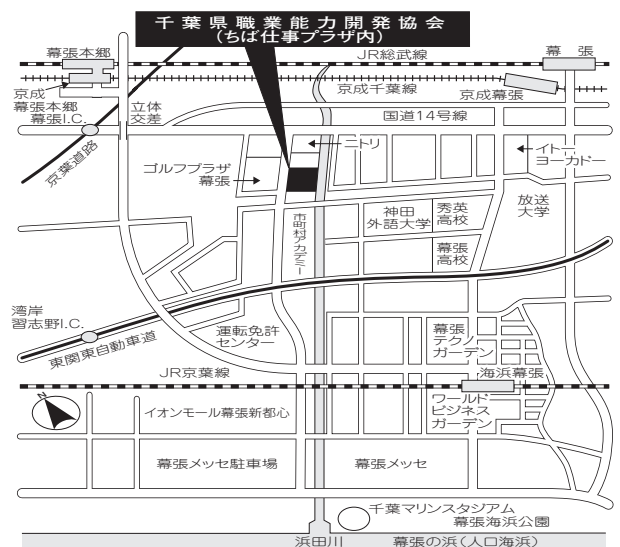 千葉県職業能力開発協会
(ちば仕事プラザ内)
幕張本郷
JR総武線
幕張
京成
幕張本郷
京成千葉線
京成幕張
幕張I.C.
立体
交差
国道14号線
京葉道路
ニトリ
イトー
ヨーカドー
ゴルフプラザ
幕張
市町村アカデミー
神田
外語大学
秀英
高校
放送
大学
幕張
高校
湾岸
習志野I.C.
東関東自動車道
運転免許
センター
幕張
テクノ
ガーデン
JR京葉線
海浜幕張
N
イオンモール幕張新都心
ワールド
ビジネス
ガーデン
幕張メッセ駐車場
幕張メッセ
千葉マリンスタジアム
幕張海浜公園
浜田川
幕張の浜(人口海浜)